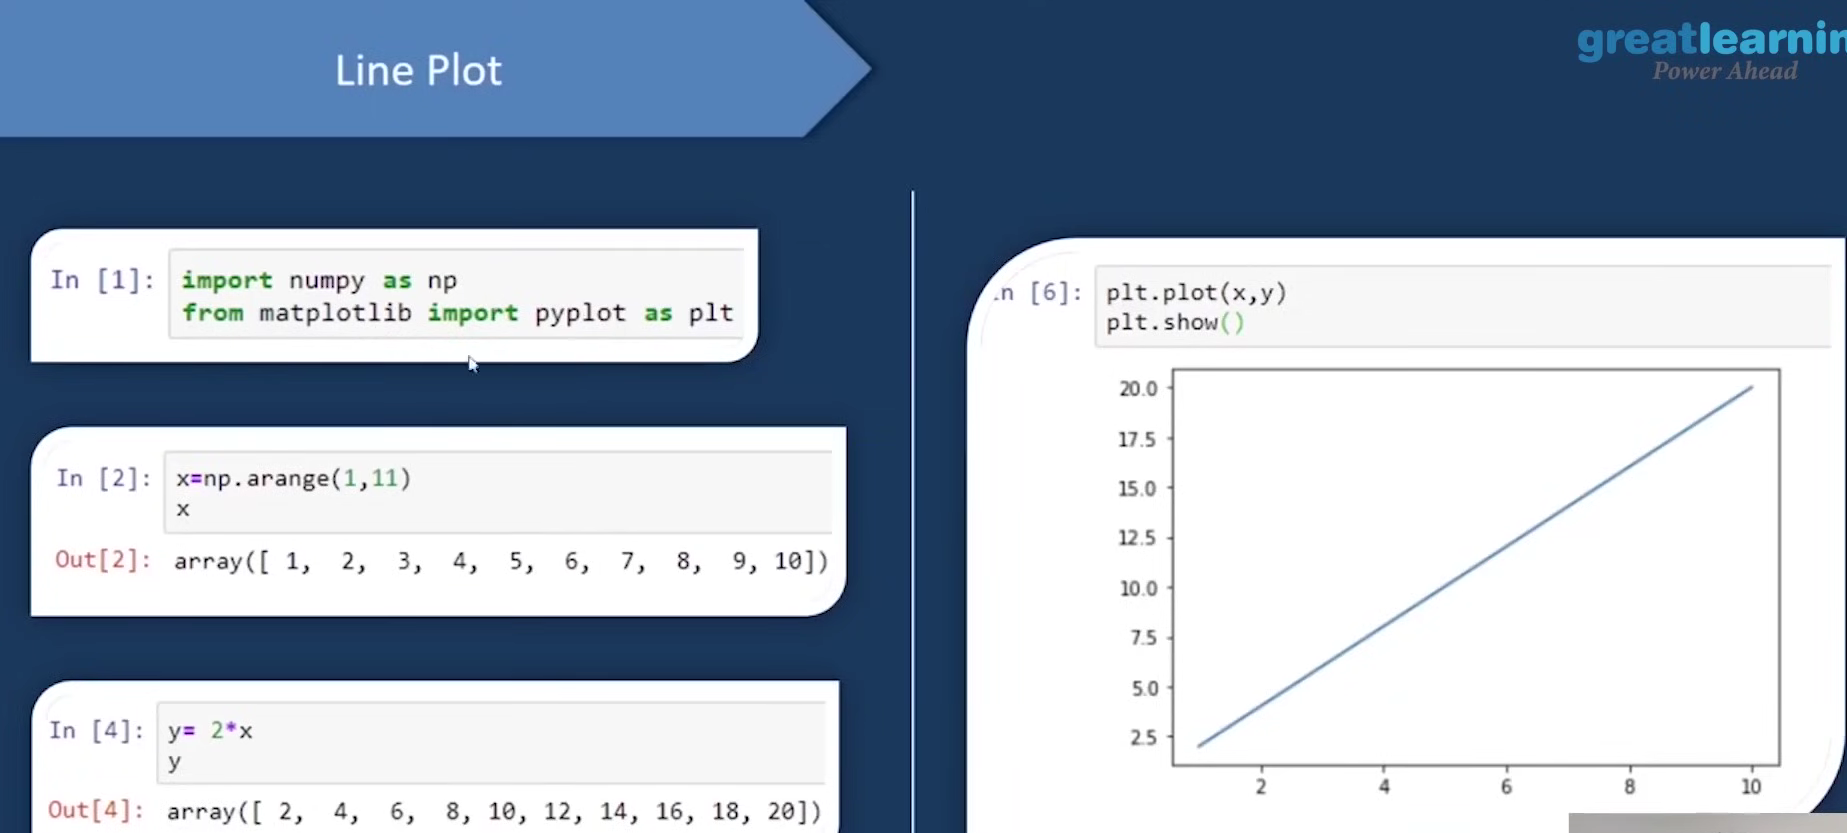 Line Plot
greatlearnin
Power Ahead
In [1]: import numpy as np
from matplotlib import pyplot as plt
In [2]: x=np.arange(1,11)
x
Out[2]: array([ 1, 2, 3, 4, 5, 6, 7, 8, 9, 10])
In [4]: y= 2*x
y
Out[4]: array([ 2, 4, 6, 8, 10, 12, 14, 16, 18, 20])
n [6]: plt.plot(x,y)
plt.show()
20.0
17.5
15.0
12.5
10.0
7.5
5.0
2.5
2 4 6 8 10